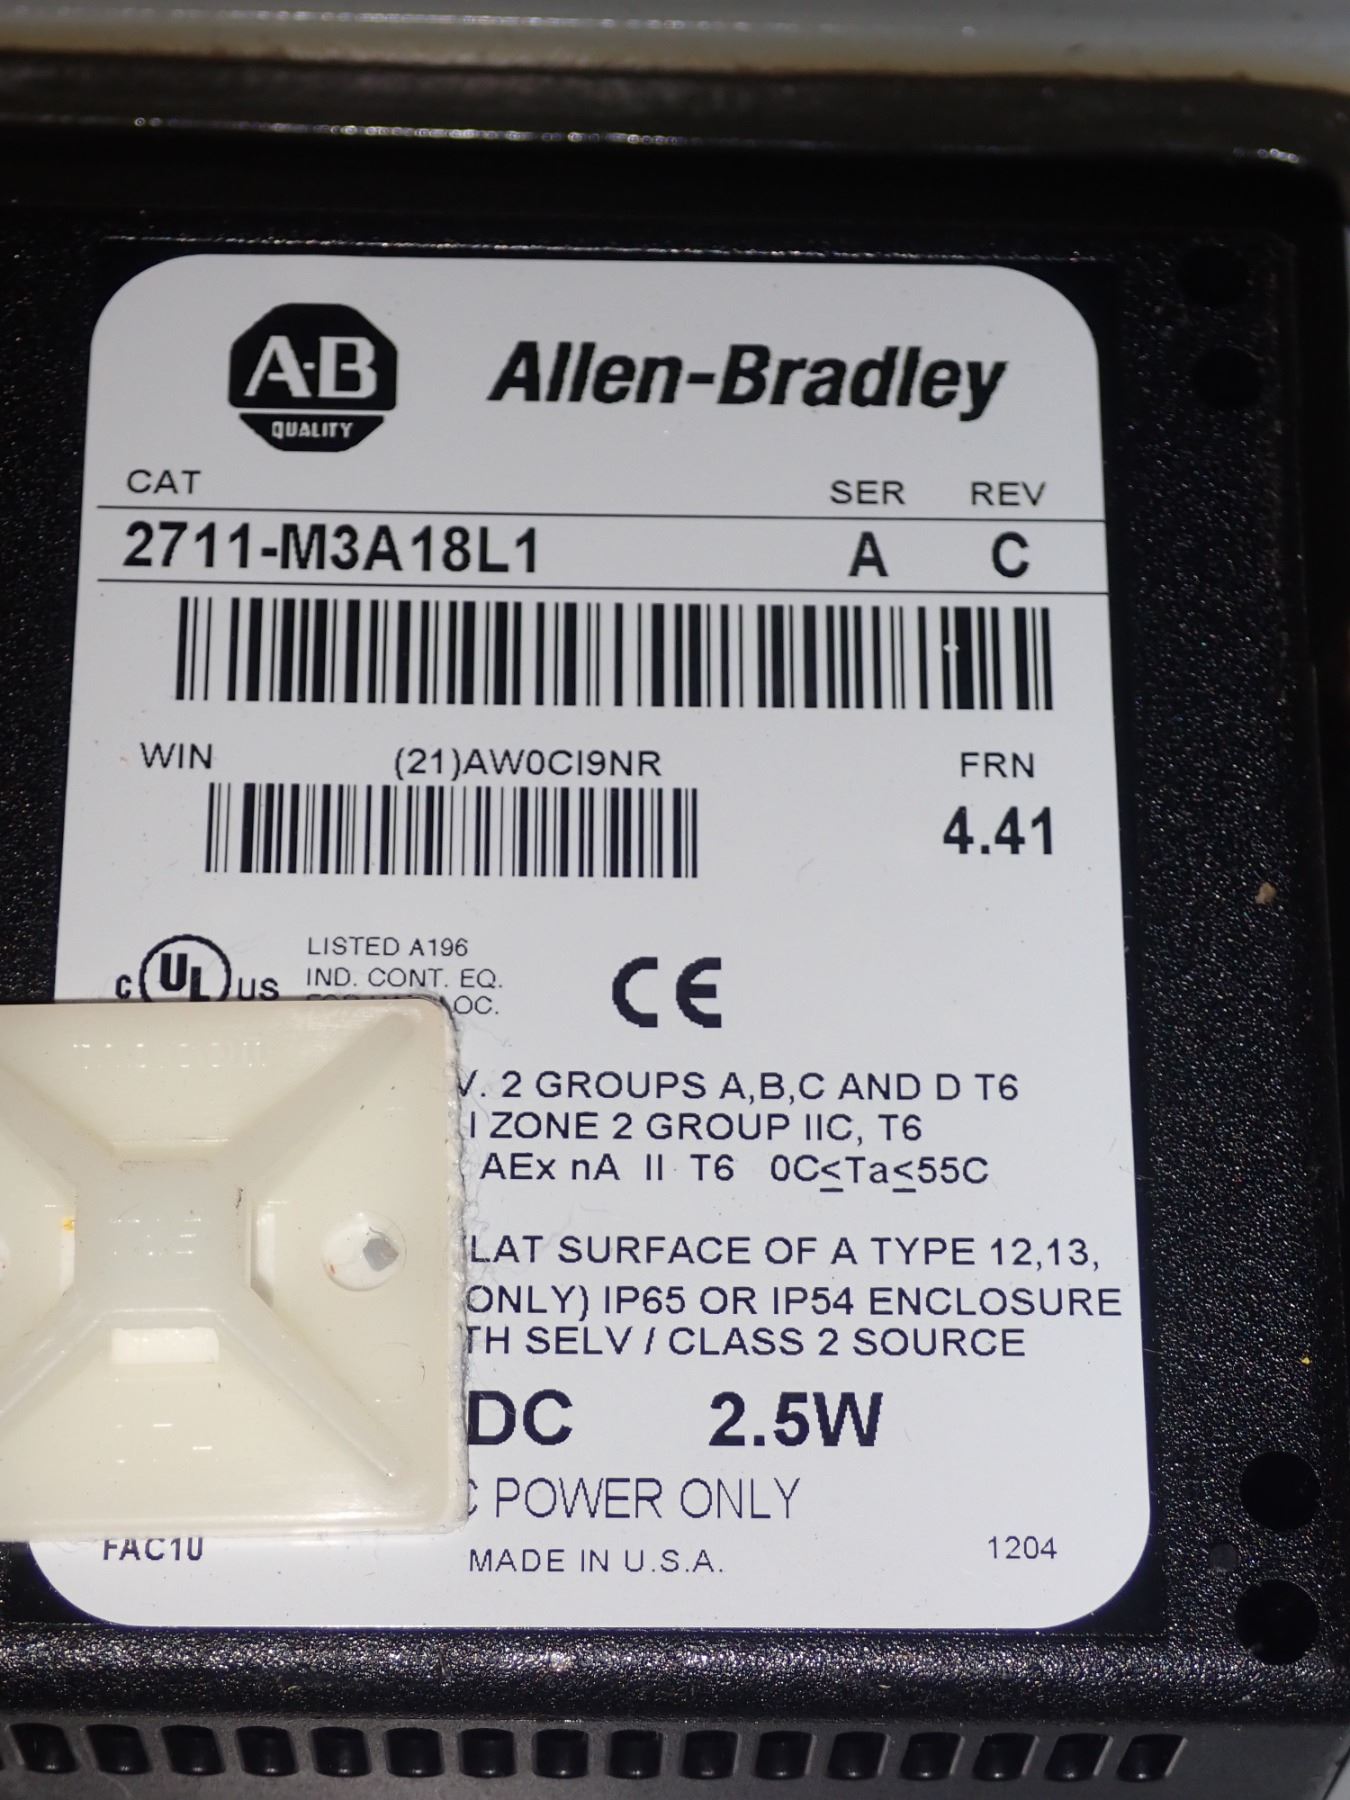 A-B
QUALITY
Allen-Bradley
CAT SER REV
2711-M3A18L1 A C
WIN (21)AW0CI9NR FRN
4.41
C UL US
LISTED A196
IND. CONT. EQ.
OC.
CE
V. 2 GROUPS A,B,C AND D T6
I ZONE 2 GROUP IIC, T6
AEx nA II T6 0C≤Ta≤55C
LAT SURFACE OF A TYPE 12,13,
ONLY) IP65 OR IP54 ENCLOSURE
TH SELV / CLASS 2 SOURCE
DC 2.5W
C POWER ONLY
FAC1U MADE IN U.S.A. 1204